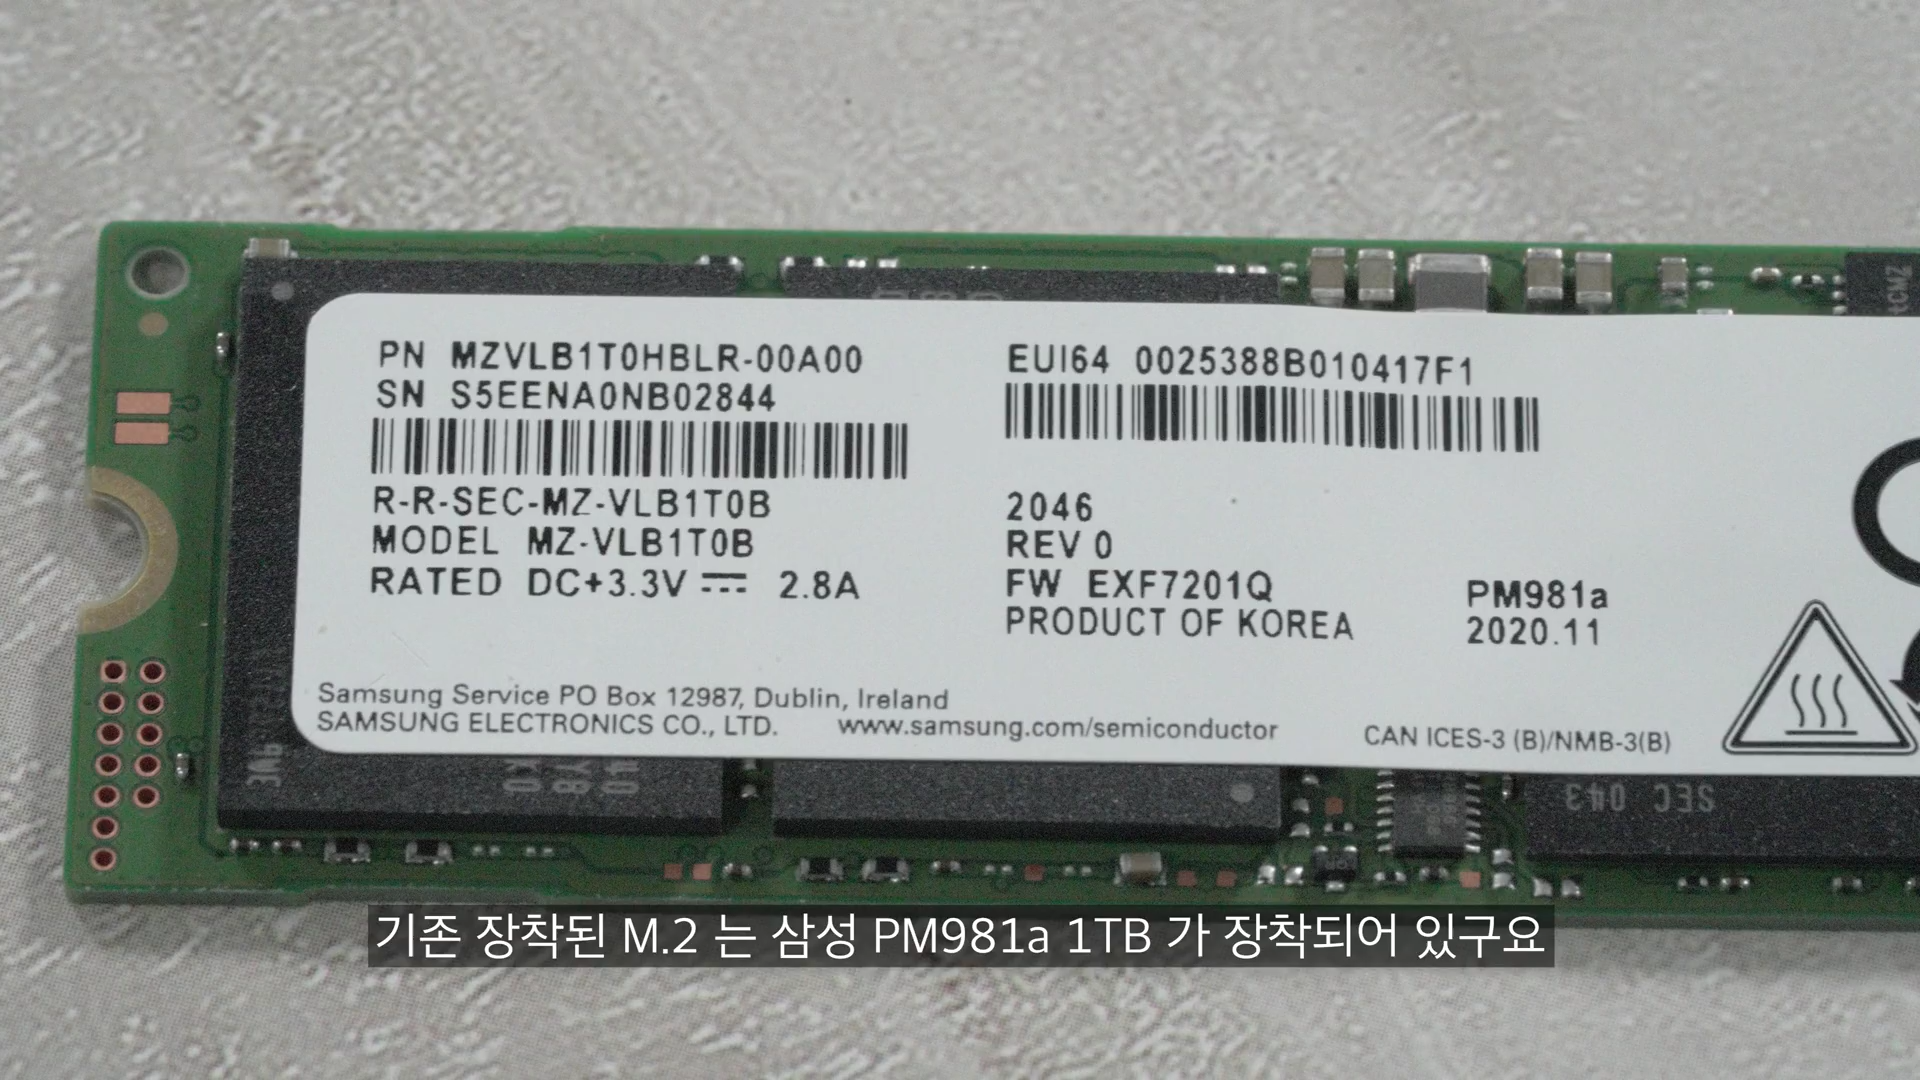 PN MZVLB1T0HBLR-00A00
SN S5EENA0NB02844
R-R-SEC-MZ-VLB1T0B
MODEL MZ-VLB1T0B
RATED DC+3.3V ⎓ 2.8A
EUI64 0025388B010417F1
2046
REV 0
FW EXF7201Q
PRODUCT OF KOREA
PM981a
2020.11
Samsung Service PO Box 12987, Dublin, Ireland
SAMSUNG ELECTRONICS CO., LTD. www.samsung.com/semiconductor
CAN ICES-3 (B)/NMB-3(B)
SEC 043
기존 장착된 M.2 는 삼성 PM981a 1TB 가 장착되어 있구요